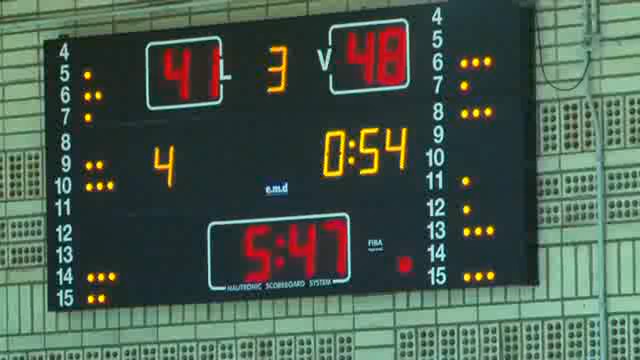 4 41 L 3 V 48 4
5 5
6 6
7 7
8 8
9 4 0:54 9
10 10
11 e.m.d 11
12 12
13 5:47 FIBA 13
14 14
15 NAUTRONIC SCOREBOARD SYSTEM 15